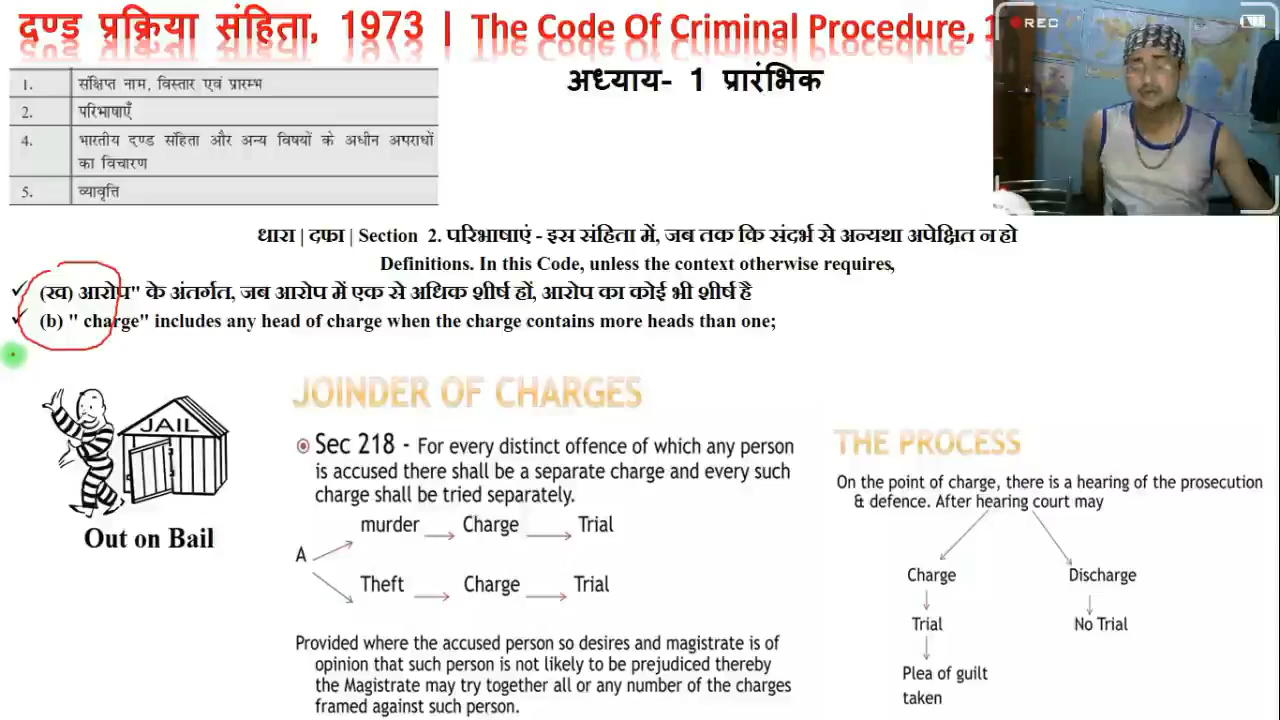 दण्ड प्रक्रिया संहिता, 1973 | The Code Of Criminal Procedure, 1
REC
अध्याय- 1 प्रारंभिक
1. संक्षिप्त नाम, विस्तार एवं प्रारम्भ
2. परिभाषाएँ
4. भारतीय दण्ड संहिता और अन्य विषयों के अधीन अपराधों
का विचारण
5. व्यावृत्ति
धारा | दफ़ा | Section 2. परिभाषाएं - इस संहिता में, जब तक कि संदर्भ से अन्यथा अपेक्षित न हो
Definitions. In this Code, unless the context otherwise requires,
(ख) आरोप" के अंतर्गत, जब आरोप में एक से अधिक शीर्ष हों, आरोप का कोई भी शीर्ष है
(b) " charge" includes any head of charge when the charge contains more heads than one;
JAIL
Out on Bail
JOINDER OF CHARGES
Sec 218 - For every distinct offence of which any person
is accused there shall be a separate charge and every such
charge shall be tried separately.
murder Charge Trial
A
Theft Charge Trial
Provided where the accused person so desires and magistrate is of
opinion that such person is not likely to be prejudiced thereby
the Magistrate may try together all or any number of the charges
framed against such person.
THE PROCESS
On the point of charge, there is a hearing of the prosecution
& defence. After hearing court may
Charge Discharge
Trial No Trial
Plea of guilt
taken